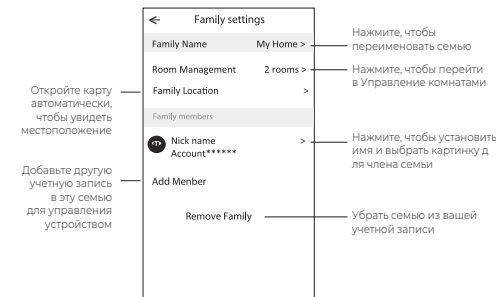 Family settings
Family Name My Home >
Room Management 2 rooms >
Family Location >
Family members
Nick name >
Account******
Add Menber
Remove Family
Откройте карту
автоматически,
чтобы увидеть
местоположение
Добавьте другую
учетную запись
в эту семью
для управления
устройством
Нажмите, чтобы
переименовать семью
Нажмите, чтобы перейти
в Управление комнатами
Нажмите, чтобы установить
имя и выбрать картинку д
ля члена семьи
Убрать семью из вашей
учетной записи